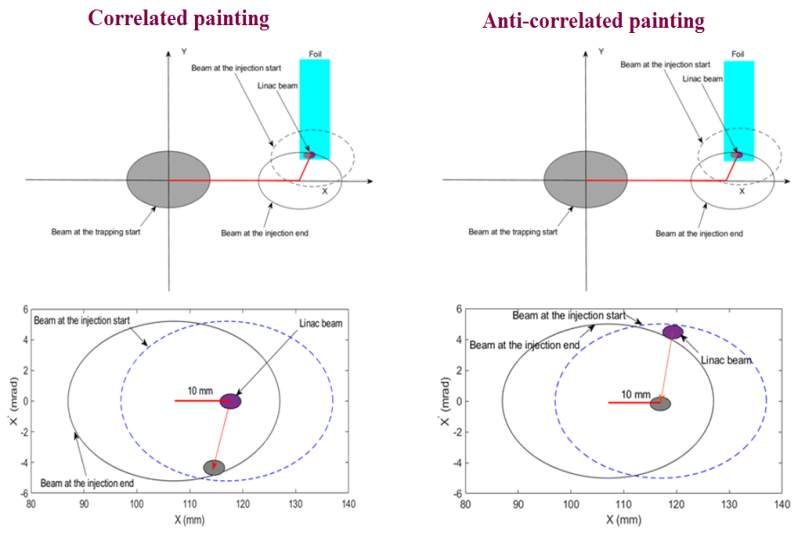 Correlated painting
Anti-correlated painting
Y
Foil
Beam at the injection start
Linac beam
X
Beam at the trapping start
Beam at the injection end
Y
Foil
Beam at the injection start
Linac beam
X
Beam at the trapping start
Beam at the injection end
6
4
2
0
-2
-4
-6
X' (mrad)
Beam at the injection start
Linac beam
10 mm
Beam at the injection end
80
90
100
110
120
130
140
X (mm)
6
4
2
0
-2
-4
-6
X' (mrad)
Beam at the injection start
Beam at the injection end
Linac beam
10 mm
80
90
100
110
120
130
140
X (mm)